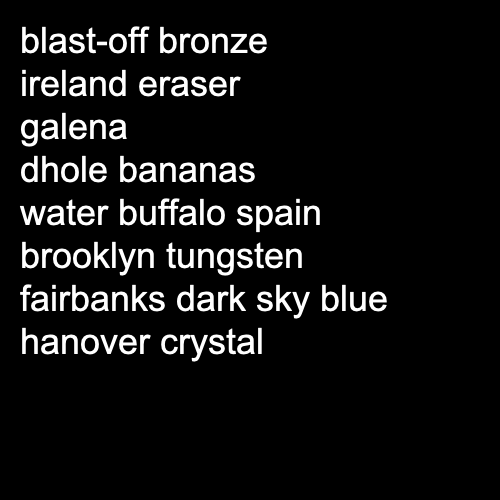 blast-off bronze
ireland eraser
galena
dhole bananas
water buffalo spain
brooklyn tungsten
fairbanks dark sky blue
hanover crystal